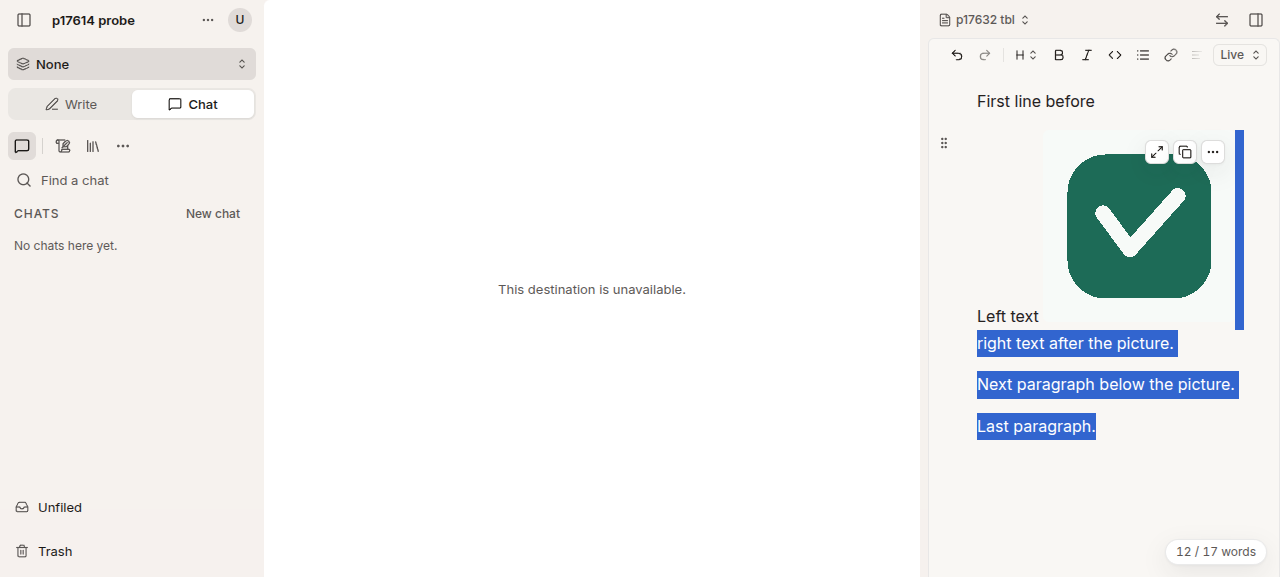 p17614 probe
U
None
Write
Chat
Find a chat
CHATS
New chat
No chats here yet.
Unfiled
Trash
This destination is unavailable.
p17632 tbl
H
B
I
Live
First line before
Left text
right text after the picture.
Next paragraph below the picture.
Last paragraph.
12 / 17 words